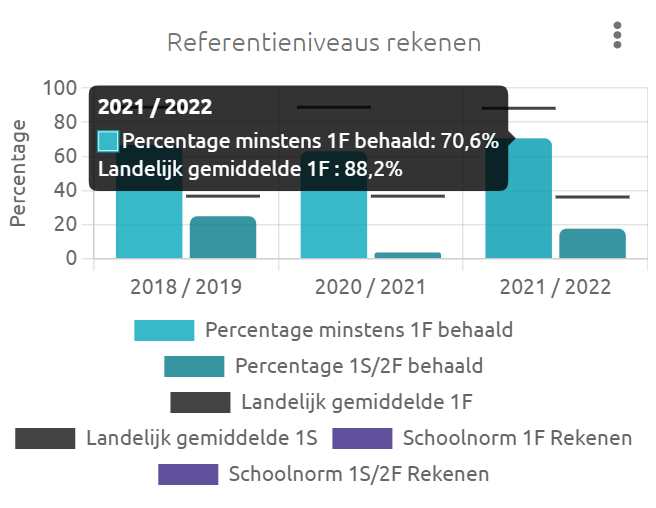 Referentieniveaus rekenen
Percentage
100
80
60
40
20
0
2021 / 2022
Percentage minstens 1F behaald: 70,6%
Landelijk gemiddelde 1F : 88,2%
2018 / 2019
2020 / 2021
2021 / 2022
Percentage minstens 1F behaald
Percentage 1S/2F behaald
Landelijk gemiddelde 1F
Landelijk gemiddelde 1S
Schoolnorm 1F Rekenen
Schoolnorm 1S/2F Rekenen